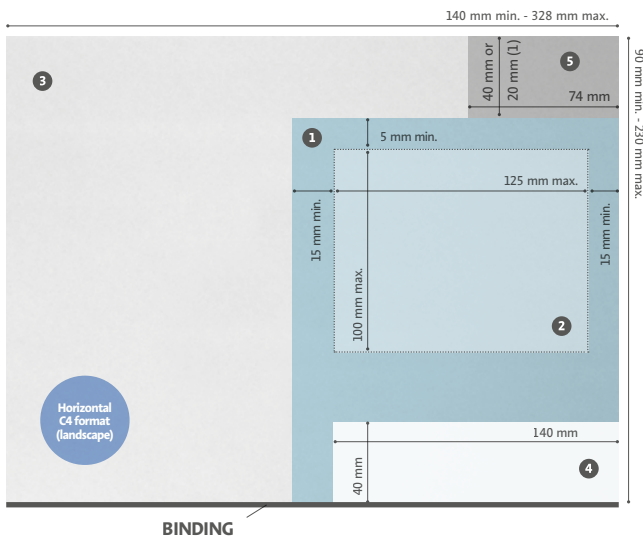 140 mm min. - 328 mm max.
3
40 mm or
20 mm (1)
5
74 mm
90 mm min. - 230 mm max.
1
5 mm min.
125 mm max.
15 mm min.
15 mm min.
100 mm max.
2
Horizontal
C4 format
(landscape)
140 mm
40 mm
4
BINDING